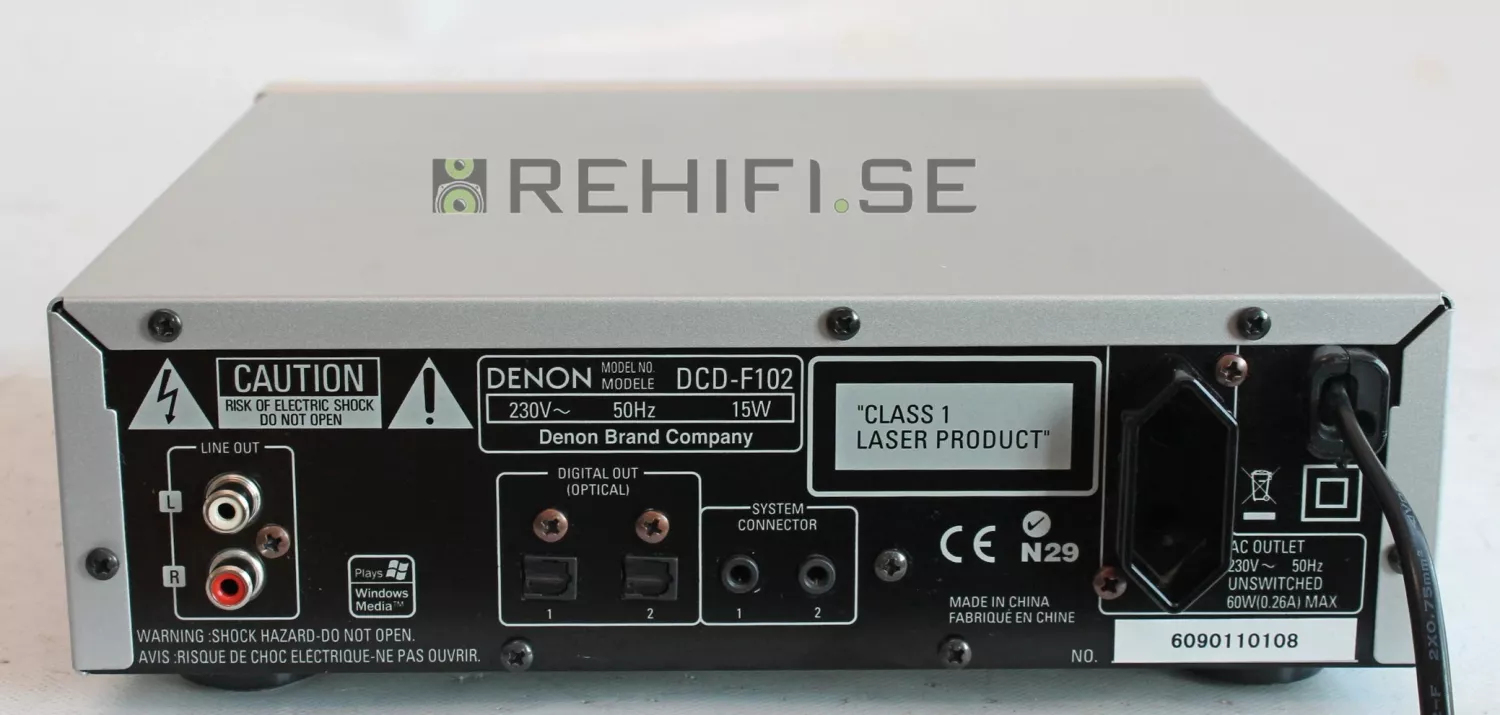 REHIFI.SE
CAUTION
RISK OF ELECTRIC SHOCK
DO NOT OPEN
DENON MODEL NO. MODELE DCD-F102
230V～ 50Hz 15W
Denon Brand Company
"CLASS 1
LASER PRODUCT"
LINE OUT
L
R
Plays
Windows
Media™
DIGITAL OUT
(OPTICAL)
1 2
SYSTEM
CONNECTOR
1 2
CE
N29
MADE IN CHINA
FABRIQUÉ EN CHINE
AC OUTLET
230V～ 50Hz
UNSWITCHED
60W(0.26A) MAX
WARNING :SHOCK HAZARD-DO NOT OPEN.
AVIS :RISQUE DE CHOC ELECTRIQUE-NE PAS OUVRIR.
NO. 6090110108
2X0.75mm²